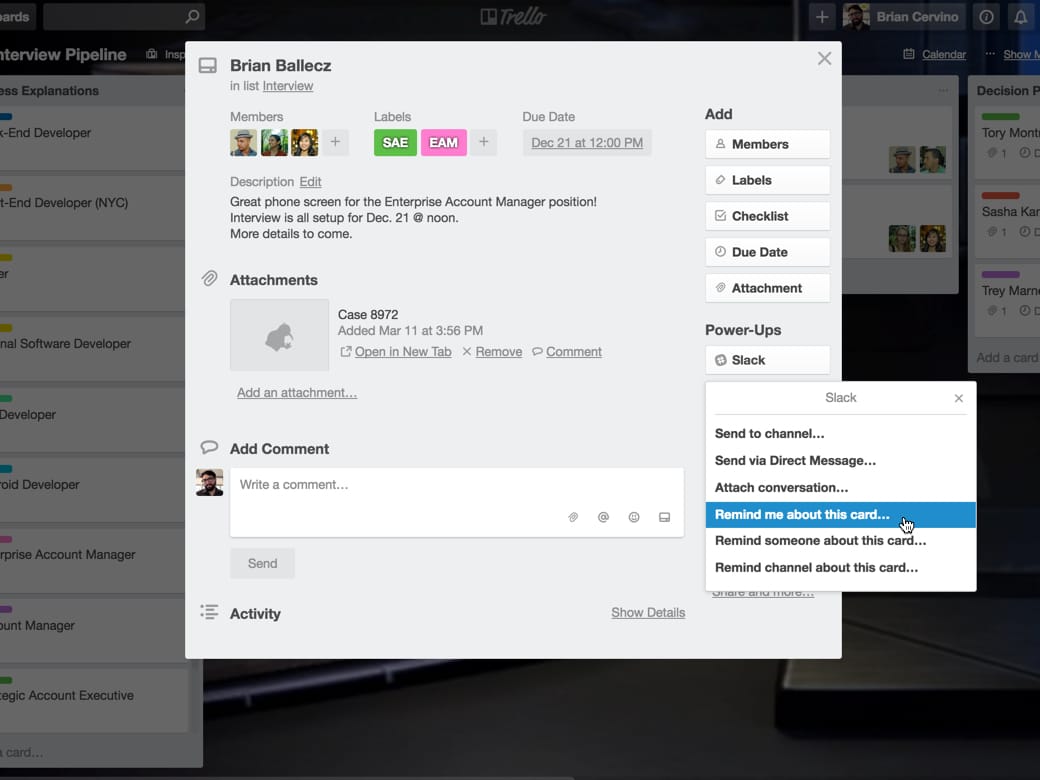 ards
Trello
Brian Cervino
nterview Pipeline
Insp
Calendar
... Show M
ess Explanations
k-End Developer
t-End Developer (NYC)
er
nal Software Developer
Developer
roid Developer
rprise Account Manager
ount Manager
tegic Account Executive
a card...
Brian Ballecz
in list Interview
Members
Labels
Due Date
SAE
EAM
Dec 21 at 12:00 PM
Description Edit
Great phone screen for the Enterprise Account Manager position!
Interview is all setup for Dec. 21 @ noon.
More details to come.
Attachments
Case 8972
Added Mar 11 at 3:56 PM
Open in New Tab Remove Comment
Add an attachment...
Add Comment
Write a comment...
@
Send
Activity
Show Details
Add
Members
Labels
Checklist
Due Date
Attachment
Power-Ups
Slack
Slack
Send to channel...
Send via Direct Message...
Attach conversation...
Remind me about this card...
Remind someone about this card...
Remind channel about this card...
Share and more...
Decision P
Tory Mont
1 D
Sasha Kar
1 D
Trey Marne
1 D
Add a card